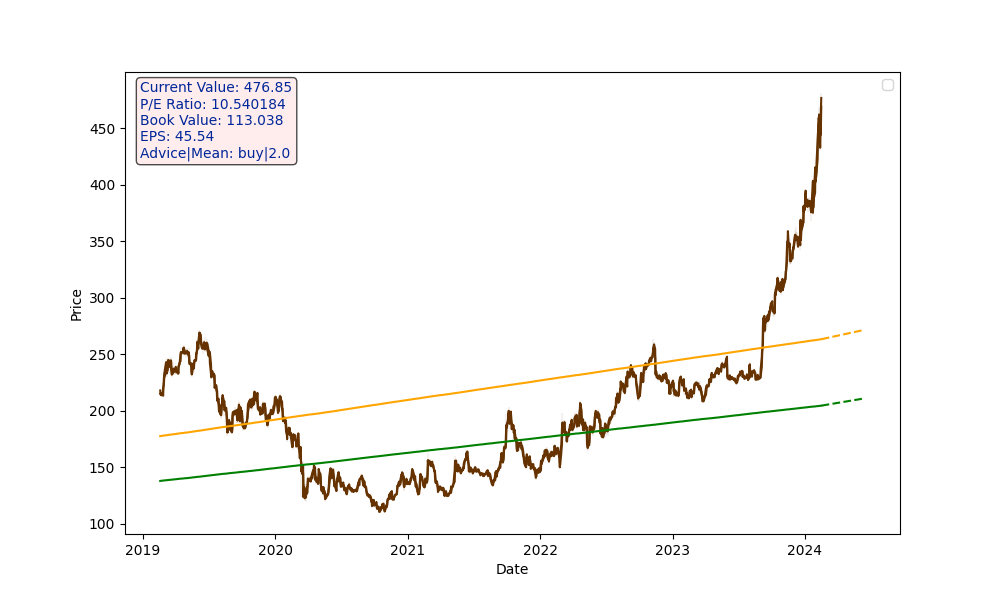 Current Value: 476.85
P/E Ratio: 10.540184
Book Value: 113.038
EPS: 45.54
Advice|Mean: buy|2.0
Price
450
400
350
300
250
200
150
100
2019
2020
2021
2022
2023
2024
Date